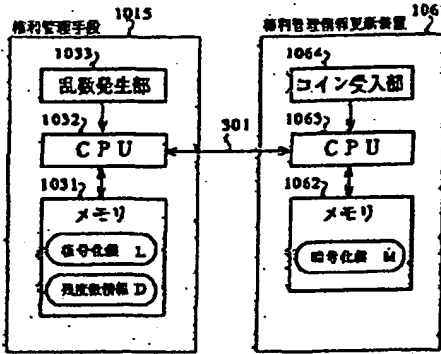 権利管理手段
1015
1033
乱数発生部
1032
CPU
1031
メモリ
復号化鍵 L
残度数情報 D
301
権利管理情報更新装置
1064
コイン受入部
1063
CPU
1062
メモリ
暗号化鍵 M